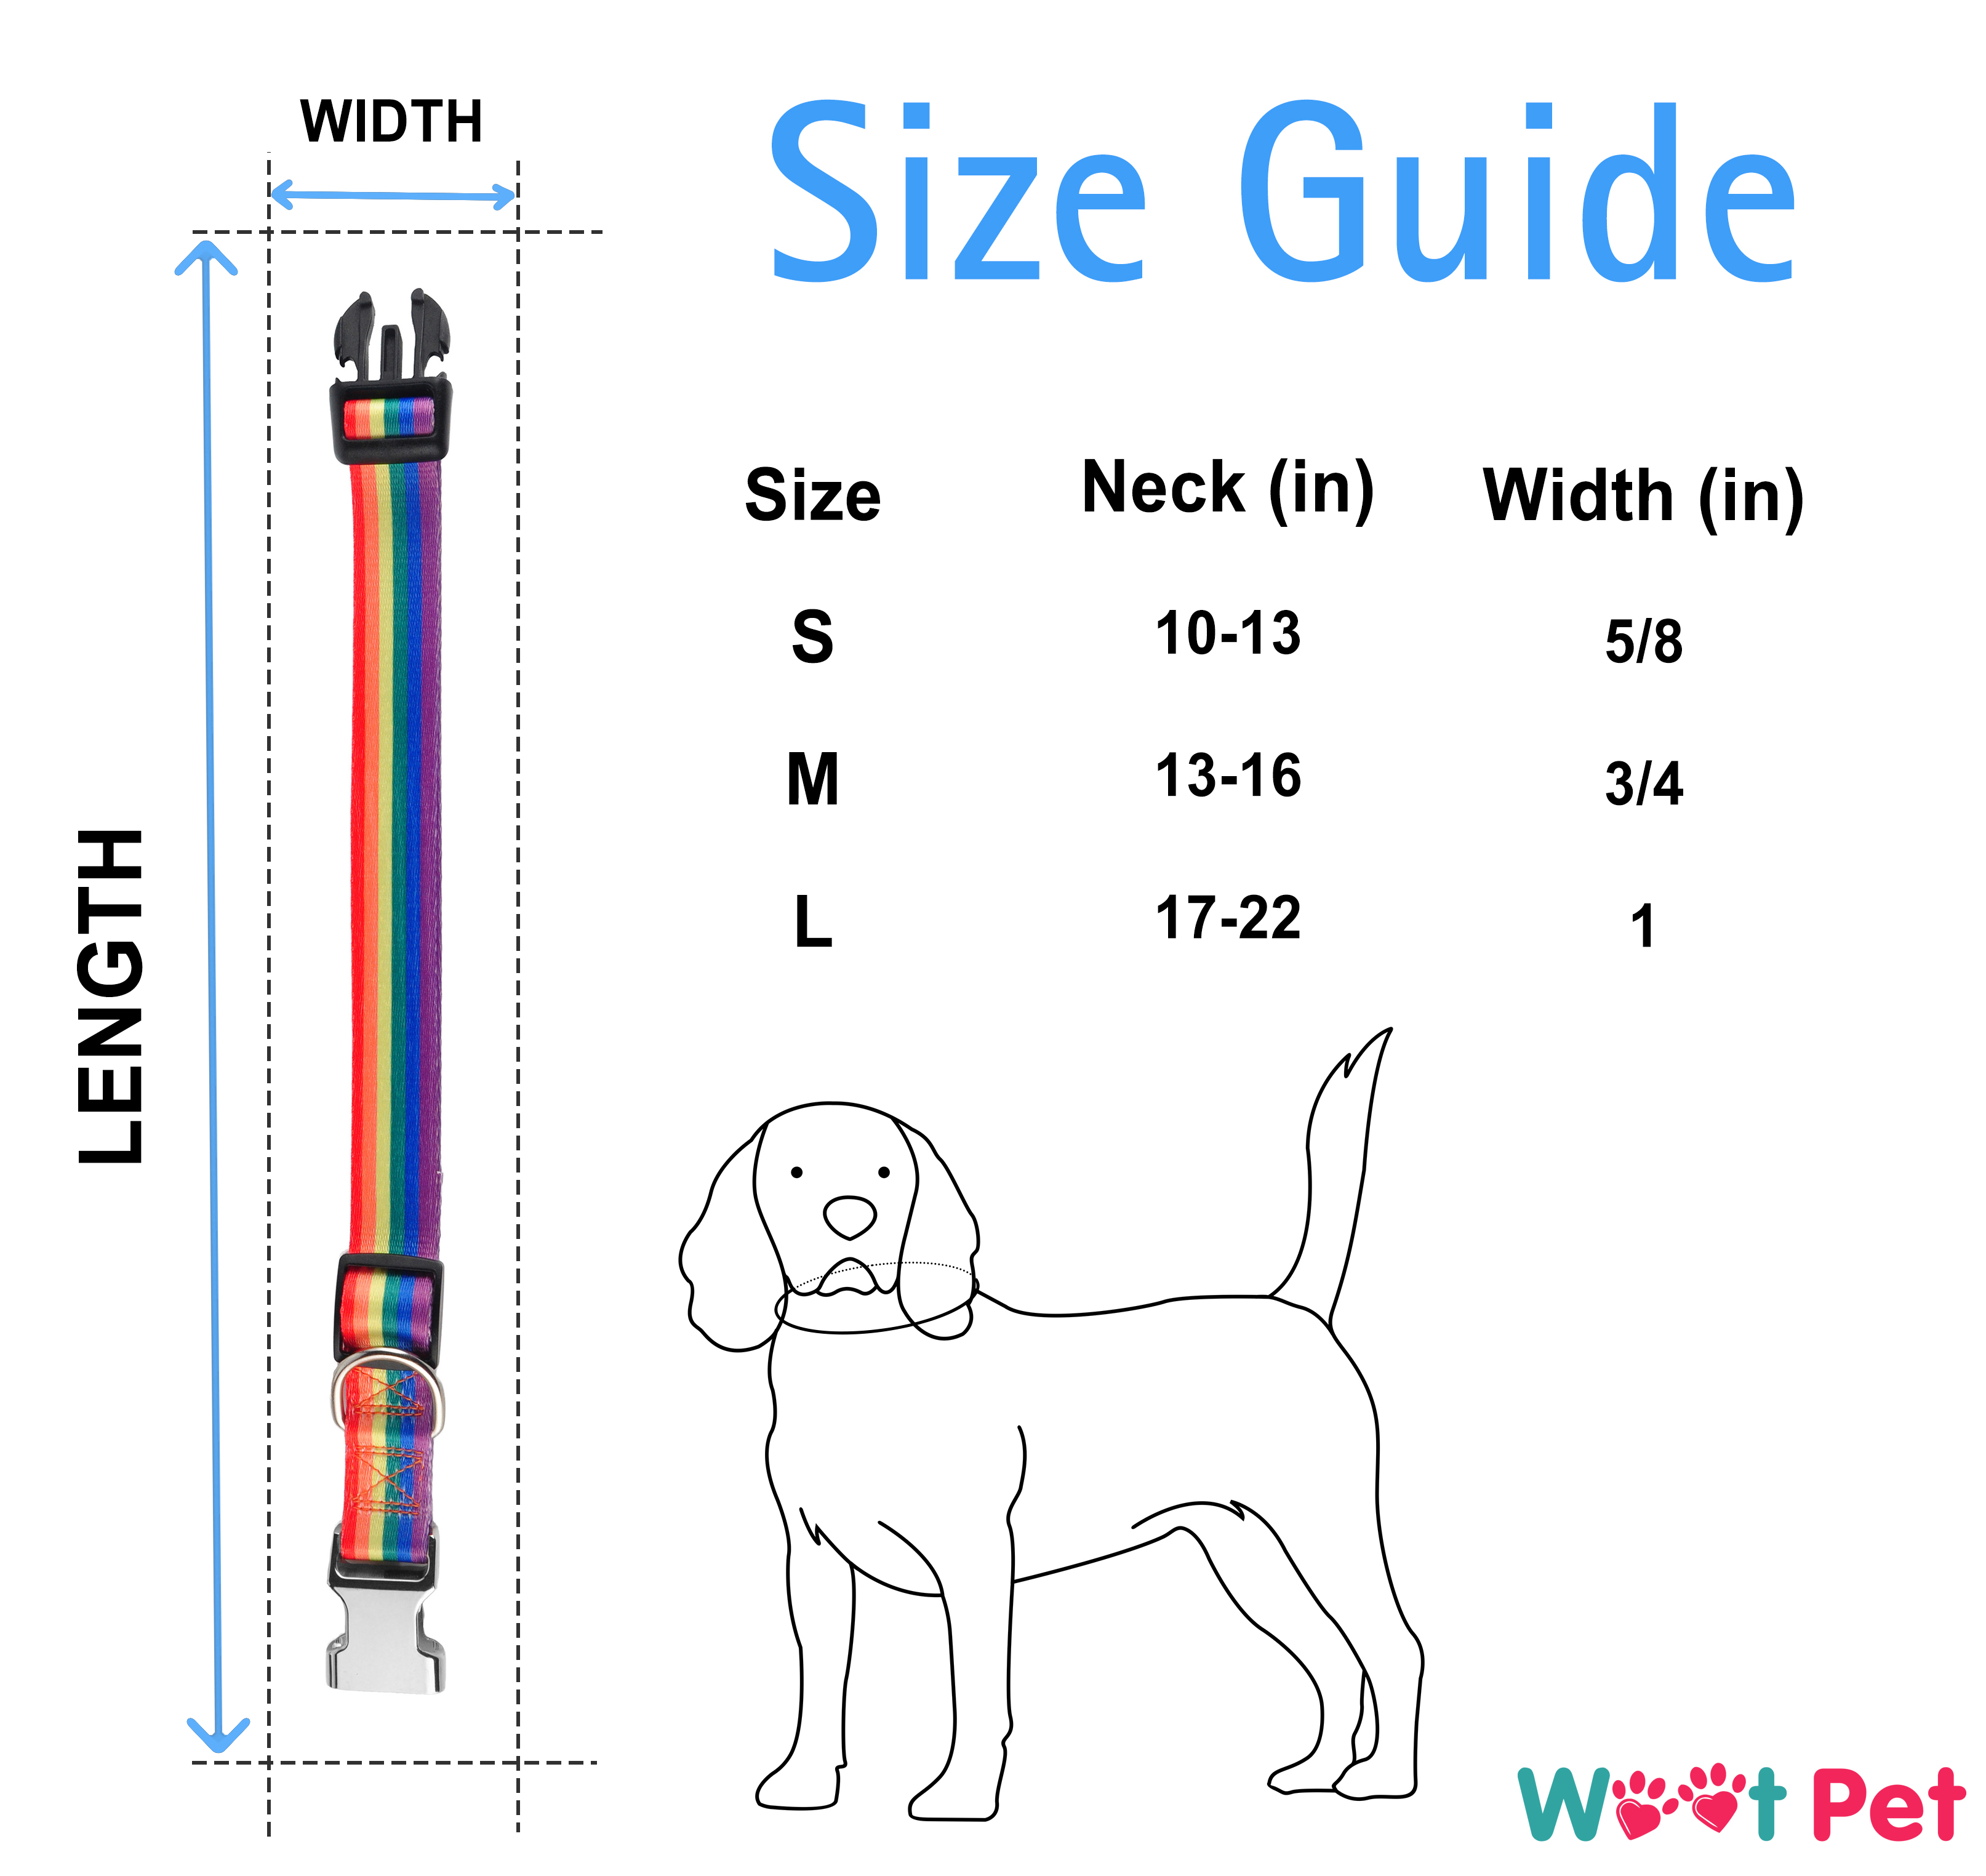 WIDTH
Size Guide
LENGTH
Size Neck (in) Width (in)
S 10-13 5/8
M 13-16 3/4
L 17-22 1
Woot Pet